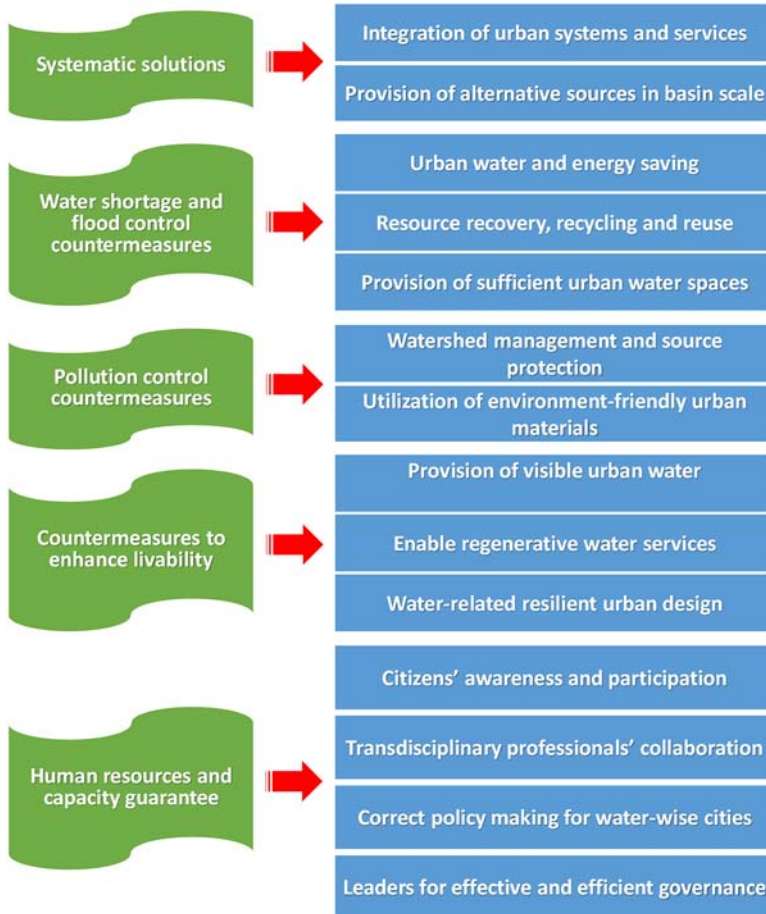 Systematic solutions
Integration of urban systems and services
Provision of alternative sources in basin scale
Water shortage and
flood control
countermeasures
Urban water and energy saving
Resource recovery, recycling and reuse
Provision of sufficient urban water spaces
Pollution control
countermeasures
Watershed management and source
protection
Utilization of environment-friendly urban
materials
Countermeasures to
enhance livability
Provision of visible urban water
Enable regenerative water services
Water-related resilient urban design
Human resources and
capacity guarantee
Citizens’ awareness and participation
Transdisciplinary professionals’ collaboration
Correct policy making for water-wise cities
Leaders for effective and efficient governance